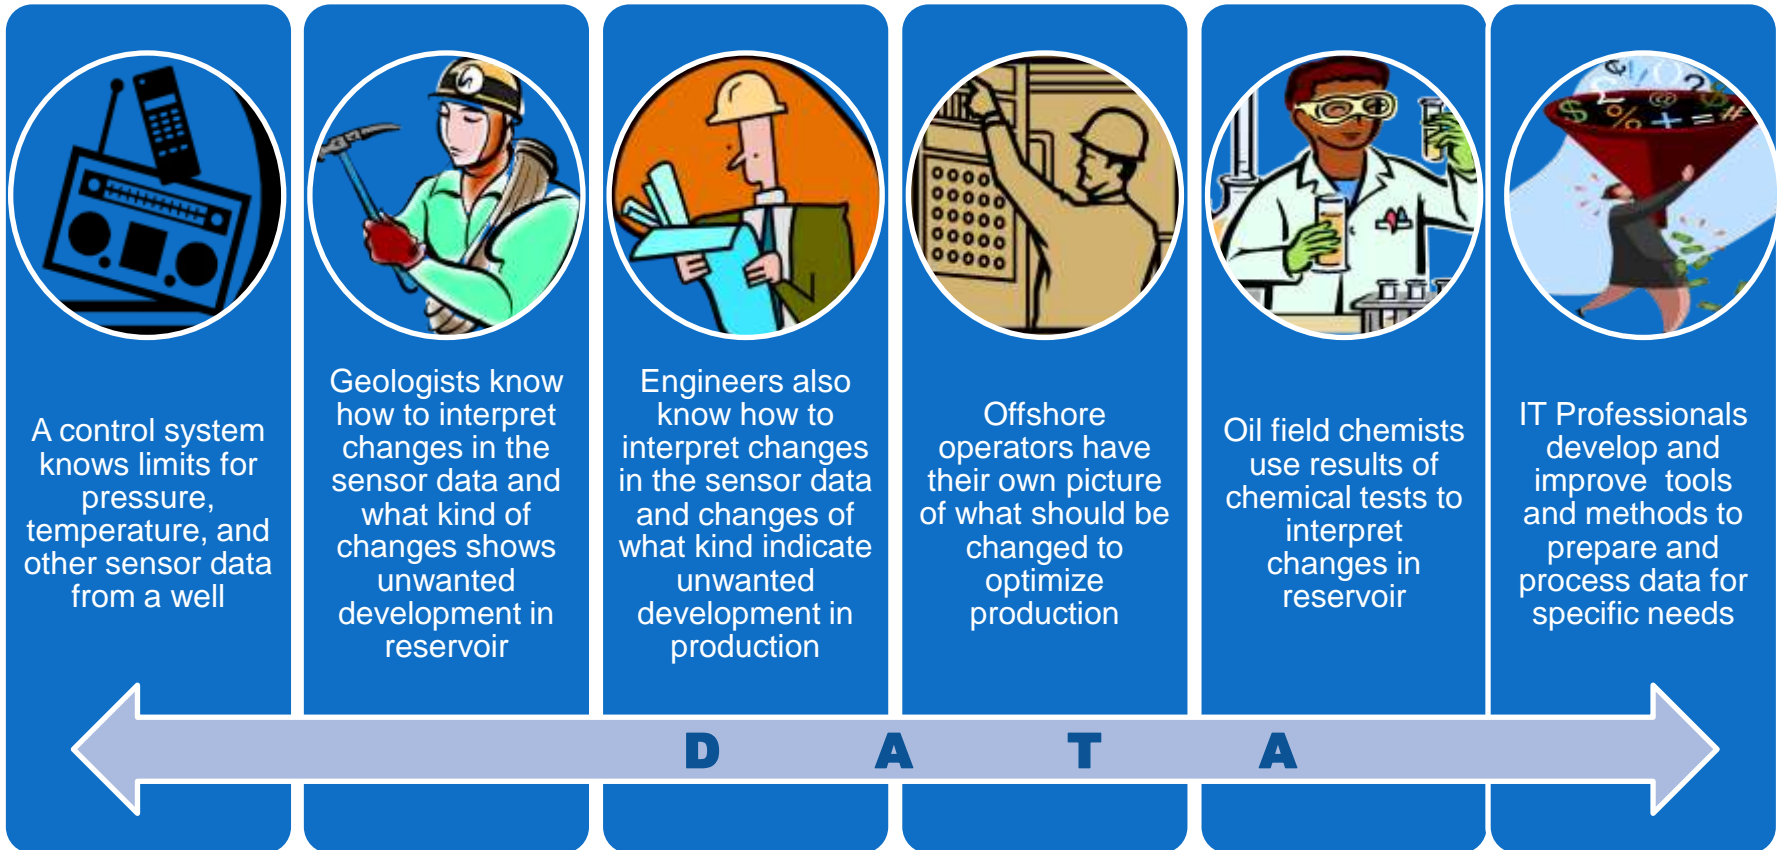 A control system
knows limits for
pressure,
temperature, and
other sensor data
from a well
Geologists know
how to interpret
changes in the
sensor data and
what kind of
changes shows
unwanted
development in
reservoir
Engineers also
know how to
interpret changes
in the sensor data
and changes of
what kind indicate
unwanted
development in
production
Offshore
operators have
their own picture
of what should be
changed to
optimize
production
Oil field chemists
use results of
chemical tests to
interpret
changes in
reservoir
IT Professionals
develop and
improve  tools
and methods to
prepare and
process data for
specific needs
D A T A